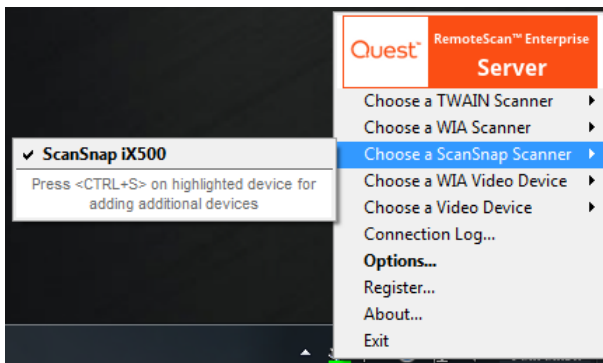 Quest™
RemoteScan™ Enterprise
Server
Choose a TWAIN Scanner
Choose a WIA Scanner
Choose a ScanSnap Scanner
Choose a WIA Video Device
Choose a Video Device
Connection Log...
Options...
Register...
About...
Exit
ScanSnap iX500
Press <CTRL+S> on highlighted device for
adding additional devices